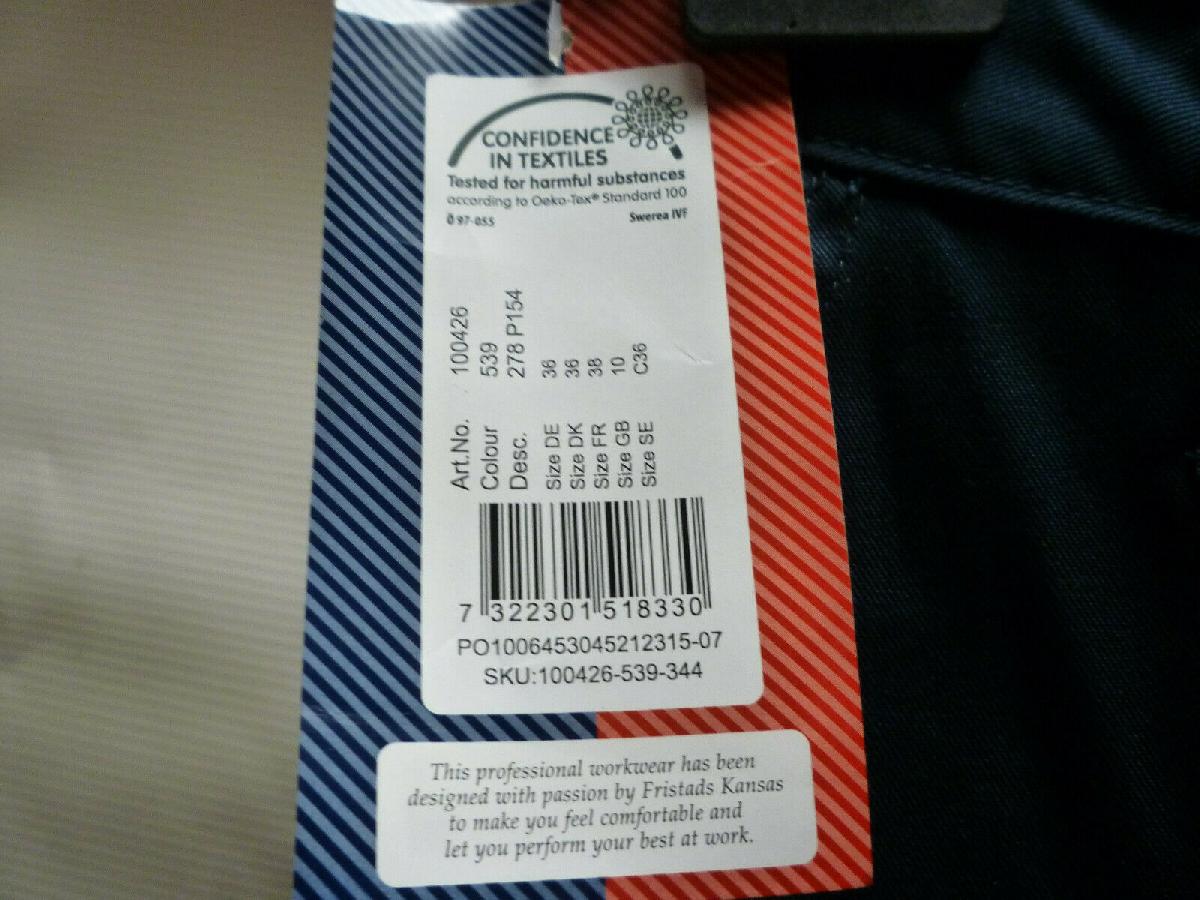 CONFIDENCE
IN TEXTILES
Tested for harmful substances
according to Oeko-Tex® Standard 100
97-055 Swerea IVF
Art.No. 100426
Colour 539
Desc. 278 P154
Size DE 36
Size DK 36
Size FR 38
Size GB 10
Size SE C36
7 322301 518330
PO1006453045212315-07
SKU:100426-539-344
This professional workwear has been
designed with passion by Fristads Kansas
to make you feel comfortable and
let you perform your best at work.